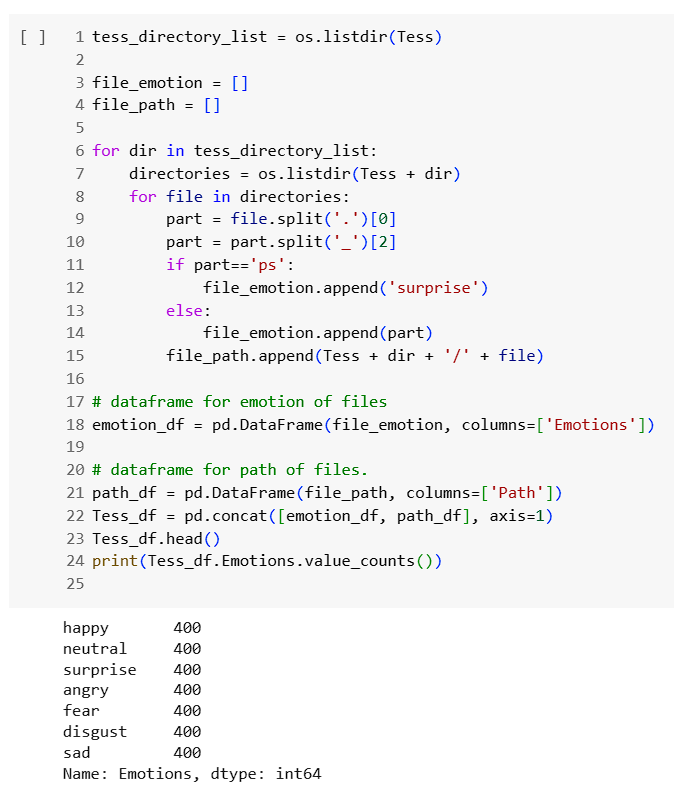 [ ] 1 tess_directory_list = os.listdir(Tess)
2
3 file_emotion = []
4 file_path = []
5
6 for dir in tess_directory_list:
7     directories = os.listdir(Tess + dir)
8     for file in directories:
9         part = file.split('.')[0]
10         part = part.split('_')[2]
11         if part=='ps':
12             file_emotion.append('surprise')
13         else:
14             file_emotion.append(part)
15         file_path.append(Tess + dir + '/' + file)
16
17 # dataframe for emotion of files
18 emotion_df = pd.DataFrame(file_emotion, columns=['Emotions'])
19
20 # dataframe for path of files.
21 path_df = pd.DataFrame(file_path, columns=['Path'])
22 Tess_df = pd.concat([emotion_df, path_df], axis=1)
23 Tess_df.head()
24 print(Tess_df.Emotions.value_counts())
25
happy       400
neutral     400
surprise    400
angry       400
fear        400
disgust     400
sad         400
Name: Emotions, dtype: int64